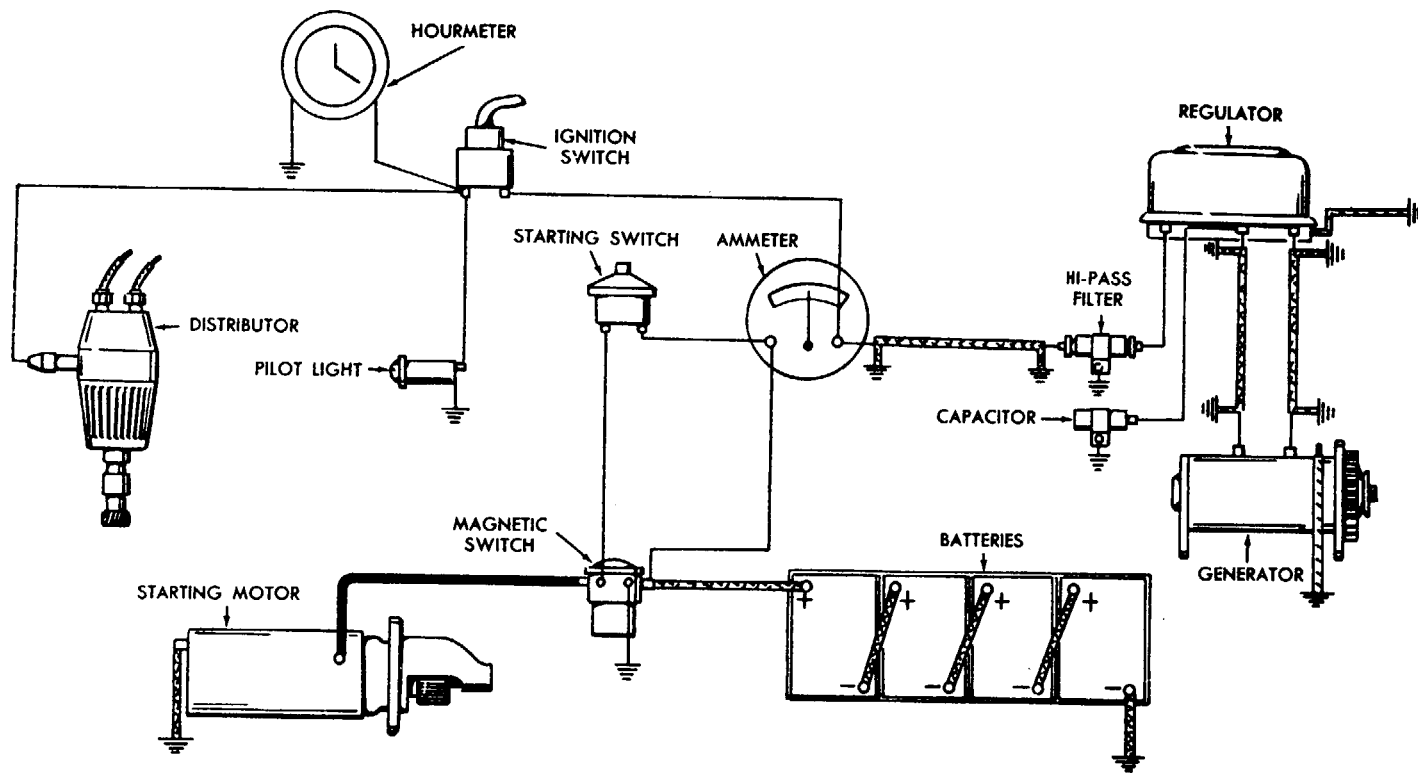 HOURMETER
IGNITION
SWITCH
REGULATOR
STARTING SWITCH
AMMETER
HI-PASS
FILTER
DISTRIBUTOR
PILOT LIGHT
CAPACITOR
MAGNETIC
SWITCH
BATTERIES
GENERATOR
STARTING MOTOR
+ + + +
- - - -